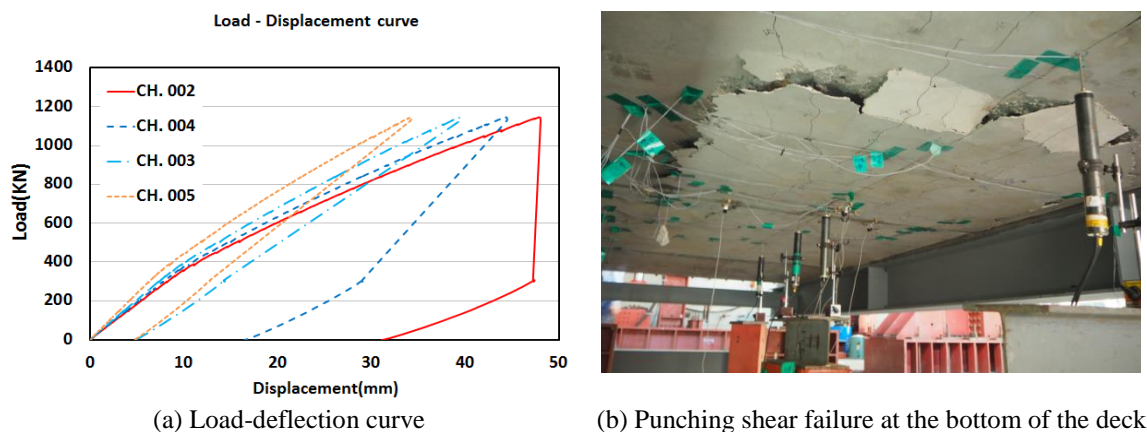 Load - Displacement curve
Load(KN)
1400
1200
1000
800
600
400
200
0
CH. 002
CH. 004
CH. 003
CH. 005
0 10 20 30 40 50
Displacement(mm)
(a) Load-deflection curve
(b) Punching shear failure at the bottom of the deck